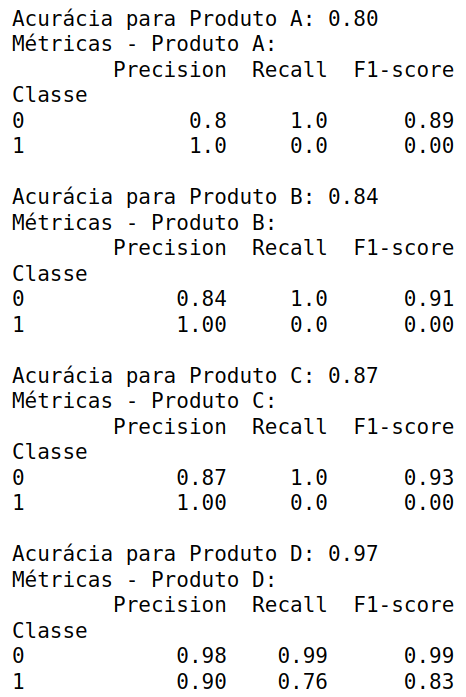 Acurácia para Produto A: 0.80
Métricas - Produto A:
Precision Recall F1-score
Classe
0 0.8 1.0 0.89
1 1.0 0.0 0.00
Acurácia para Produto B: 0.84
Métricas - Produto B:
Precision Recall F1-score
Classe
0 0.84 1.0 0.91
1 1.00 0.0 0.00
Acurácia para Produto C: 0.87
Métricas - Produto C:
Precision Recall F1-score
Classe
0 0.87 1.0 0.93
1 1.00 0.0 0.00
Acurácia para Produto D: 0.97
Métricas - Produto D:
Precision Recall F1-score
Classe
0 0.98 0.99 0.99
1 0.90 0.76 0.83